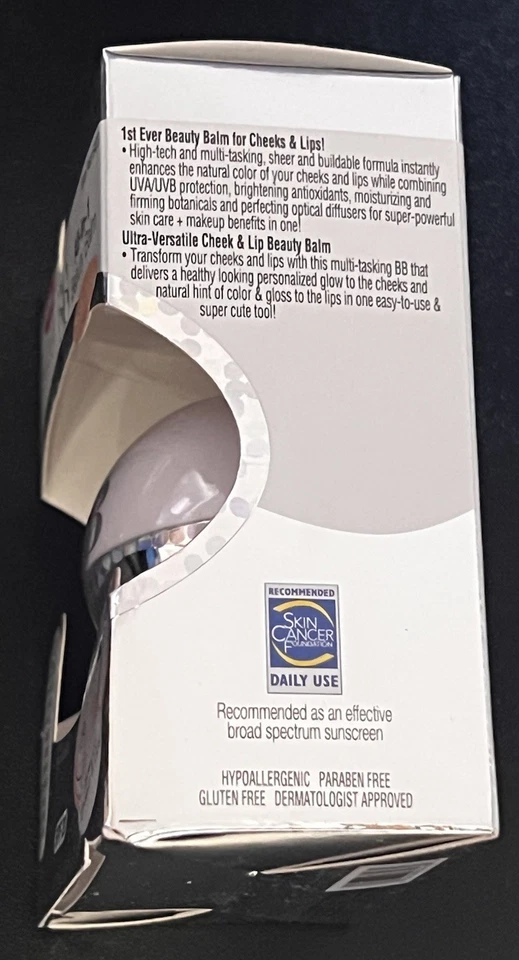 1st Ever Beauty Balm for Cheeks & Lips!
• High-tech and multi-tasking, sheer and buildable formula instantly
enhances the natural color of your cheeks and lips while combining
UVA/UVB protection, brightening antioxidants, moisturizing and
firming botanicals and perfecting optical diffusers for super-powerful
skin care + makeup benefits in one!
Ultra-Versatile Cheek & Lip Beauty Balm
• Transform your cheeks and lips with this multi-tasking BB that
delivers a healthy looking personalized glow to the cheeks and
natural hint of color & gloss to the lips in one easy-to-use &
super cute tool!
RECOMMENDED
SKIN
CANCER
FOUNDATION
DAILY USE
Recommended as an effective
broad spectrum sunscreen
HYPOALLERGENIC PARABEN FREE
GLUTEN FREE DERMATOLOGIST APPROVED